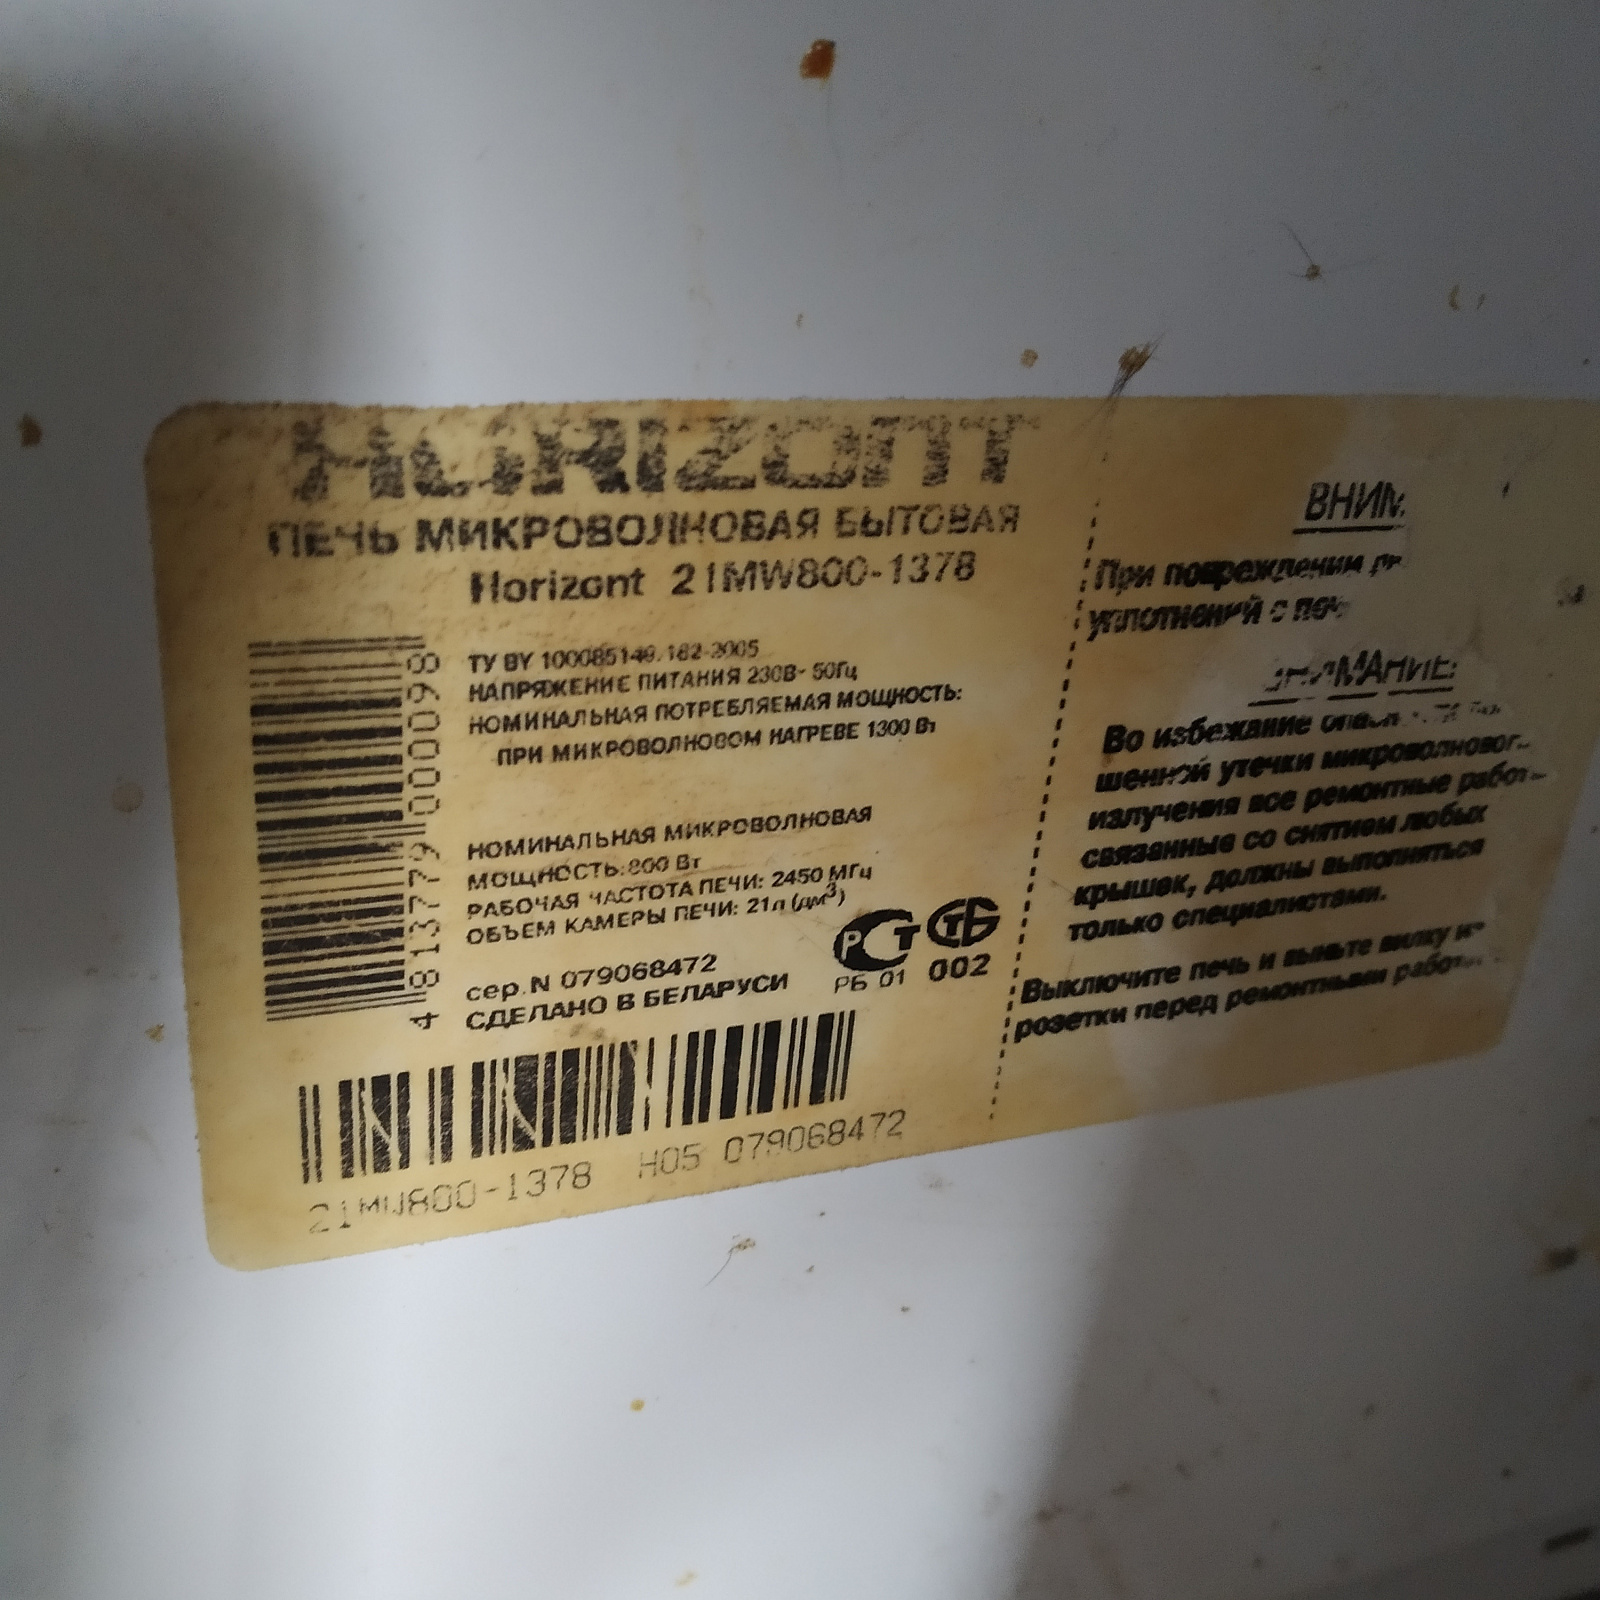 HORIZONT
ПЕЧЬ МИКРОВОЛНОВАЯ БЫТОВАЯ
Horizont 21MW800-1378
ТУ BY 100085149.182-2005
НАПРЯЖЕНИЕ ПИТАНИЯ 230В~ 50Гц
НОМИНАЛЬНАЯ ПОТРЕБЛЯЕМАЯ МОЩНОСТЬ:
ПРИ МИКРОВОЛНОВОМ НАГРЕВЕ 1300 Вт
НОМИНАЛЬНАЯ МИКРОВОЛНОВАЯ
МОЩНОСТЬ:800 Вт
РАБОЧАЯ ЧАСТОТА ПЕЧИ: 2450 МГц
ОБЪЕМ КАМЕРЫ ПЕЧИ: 21л (дм³)
сер.N 079068472
СДЕЛАНО В БЕЛАРУСИ
РСТ СТБ
РБ 01 002
4 813779 000098
21MW800-1378 H05 079068472
ВНИМ
При повреждении
уплотнений с
ВНИМАНИЕ!
Во избежание
шенной утечки микроволнового
излучения все ремонтные работы
связанные со снятием любых
крышек, должны выполняться
только специалистами.
Выключите печь и выньте вилку из
розетки перед ремонтными работ